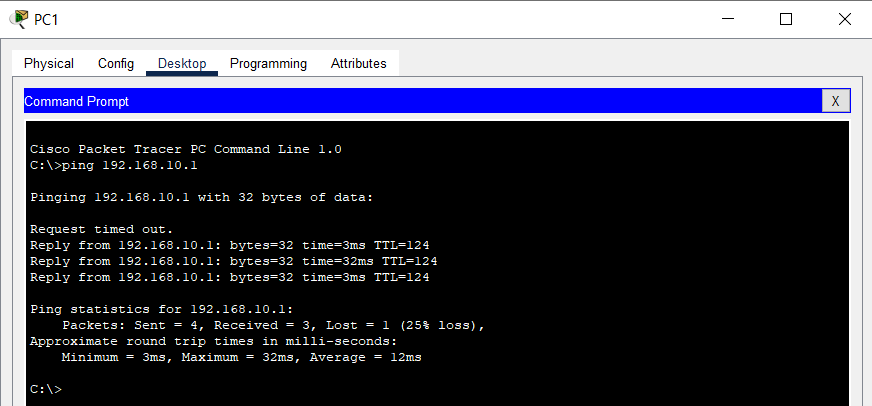 PC1
Physical Config Desktop Programming Attributes
Command Prompt X
Cisco Packet Tracer PC Command Line 1.0
C:\>ping 192.168.10.1
Pinging 192.168.10.1 with 32 bytes of data:
Request timed out.
Reply from 192.168.10.1: bytes=32 time=3ms TTL=124
Reply from 192.168.10.1: bytes=32 time=32ms TTL=124
Reply from 192.168.10.1: bytes=32 time=3ms TTL=124
Ping statistics for 192.168.10.1:
    Packets: Sent = 4, Received = 3, Lost = 1 (25% loss),
Approximate round trip times in milli-seconds:
    Minimum = 3ms, Maximum = 32ms, Average = 12ms
C:\>